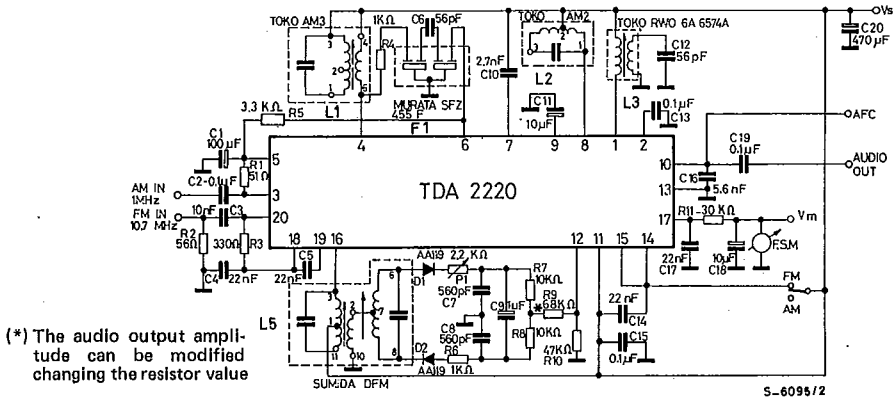 TOKO AM3
3
4
2
1
6
L1
1KΩ
R4
C6
56pF
MURATA SFZ
455 F
F1
2.7nF
C10
TOKO
AM2
2
3
1
L2
C11
10µF
TOKO RWO 6A 6574A
L3
C12
56pF
0.1µF
C13
Vs
C20
470µF
3.3 KΩ
R5
C1
100µF
R1
51Ω
C2-0.1µF
AM IN
1MHz
FM IN
10.7 MHz
10nF
C3
R2
56Ω
330Ω
R3
C4
22nF
22nF
C5
5
3
20
18
19
16
4
6
7
9
8
1
2
TDA 2220
10
13
17
12
11
15
14
AFC
C19
0.1µF
AUDIO
OUT
C16
5.6nF
R11-30KΩ
Vm
22nF
C17
10µF
C18
F.S.M
FM
AM
L5
2
7
6
8
11
10
SUMIDA DFM
AA119
D1
2.2 KΩ
P1
560pF
C7
C8
560pF
D2
AA119
R6
1KΩ
C9
1µF
R7
10KΩ
*
R9
68KΩ
R8
10KΩ
47KΩ
R10
22nF
C14
C15
0.1µF
(*) The audio output ampli-
tude can be modified
changing the resistor value
S-6095/2